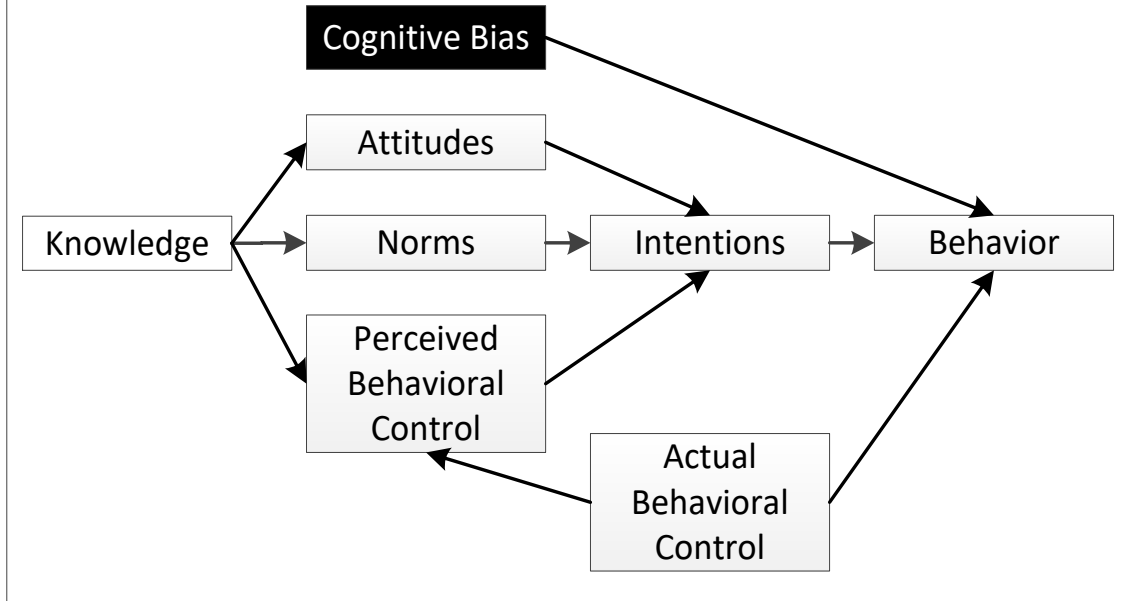 Cognitive Bias
Attitudes
Knowledge
Norms
Intentions
Behavior
Perceived
Behavioral
Control
Actual
Behavioral
Control